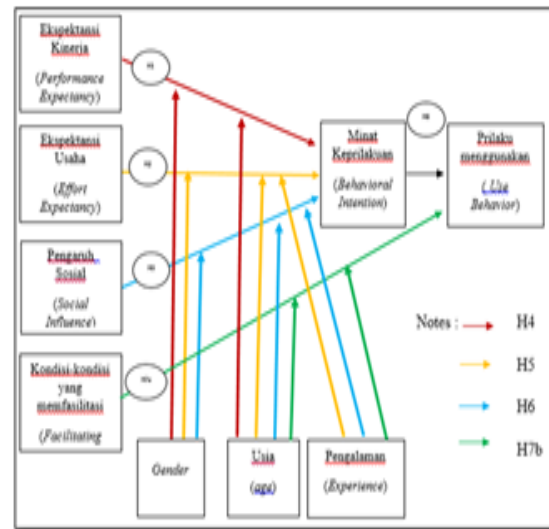 Ekspektansi
Kinerja
(Performance
Expectancy)
Ekspektansi
Usaha
(Effort
Expectancy)
Pengaruh
Sosial
(Social
Influence)
Kondisi-kondisi
yang
memfasilitasi
(Facilitating
Minat
Keprilakuan
(Behavioral
Intention)
Prilaku
menggunakan
( Use
Behavior)
Notes :
H4
H5
H6
H7b
Gender
Usia
(age)
Pengalaman
(Experience)